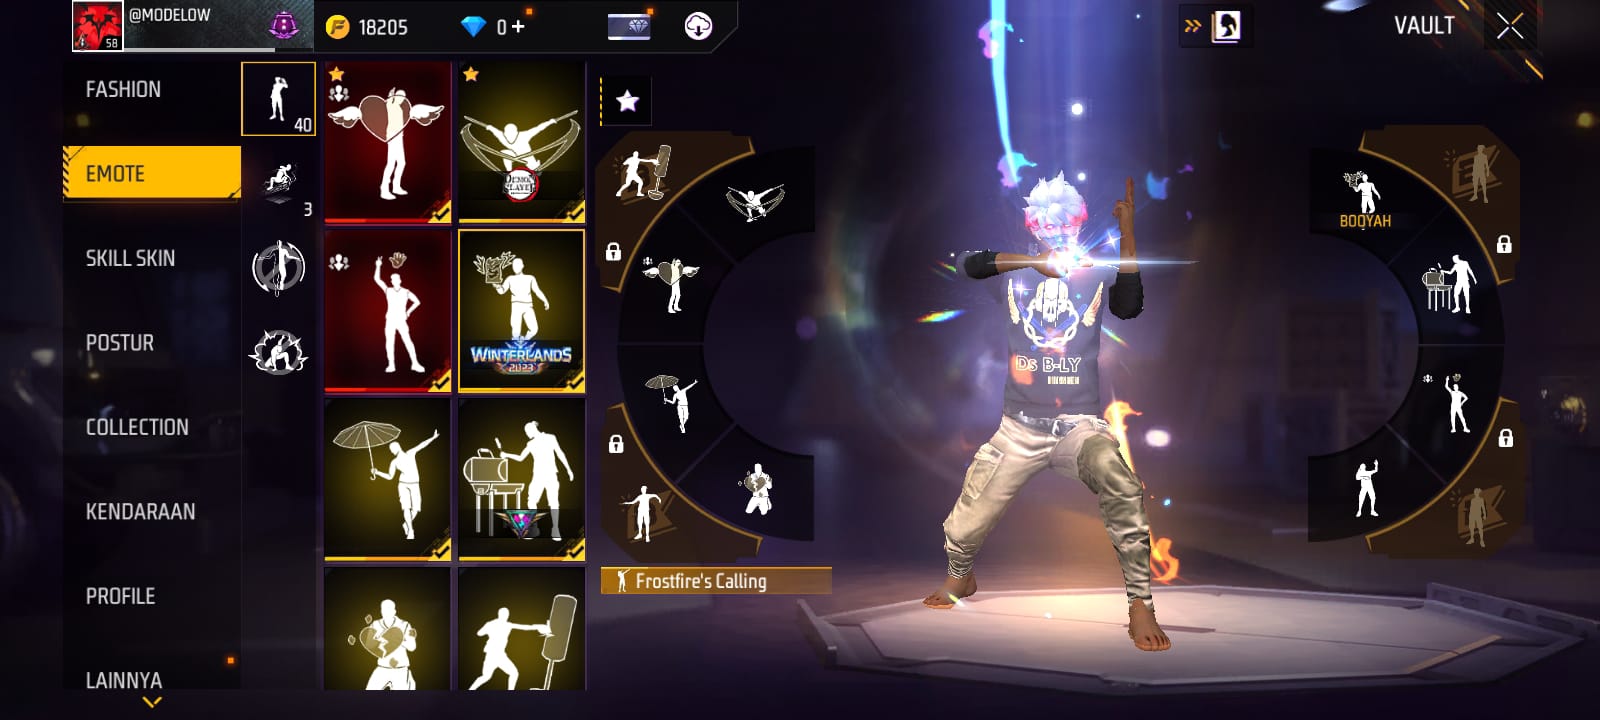 @MODELOW
58
18205
0 +
VAULT
FASHION
EMOTE
SKILL SKIN
POSTUR
COLLECTION
KENDARAAN
PROFILE
LAINNYA
40
3
DEMON SLAYER
WINTERLANDS
2023
BOOYAH
Ds B-LY
Frostfire's Calling